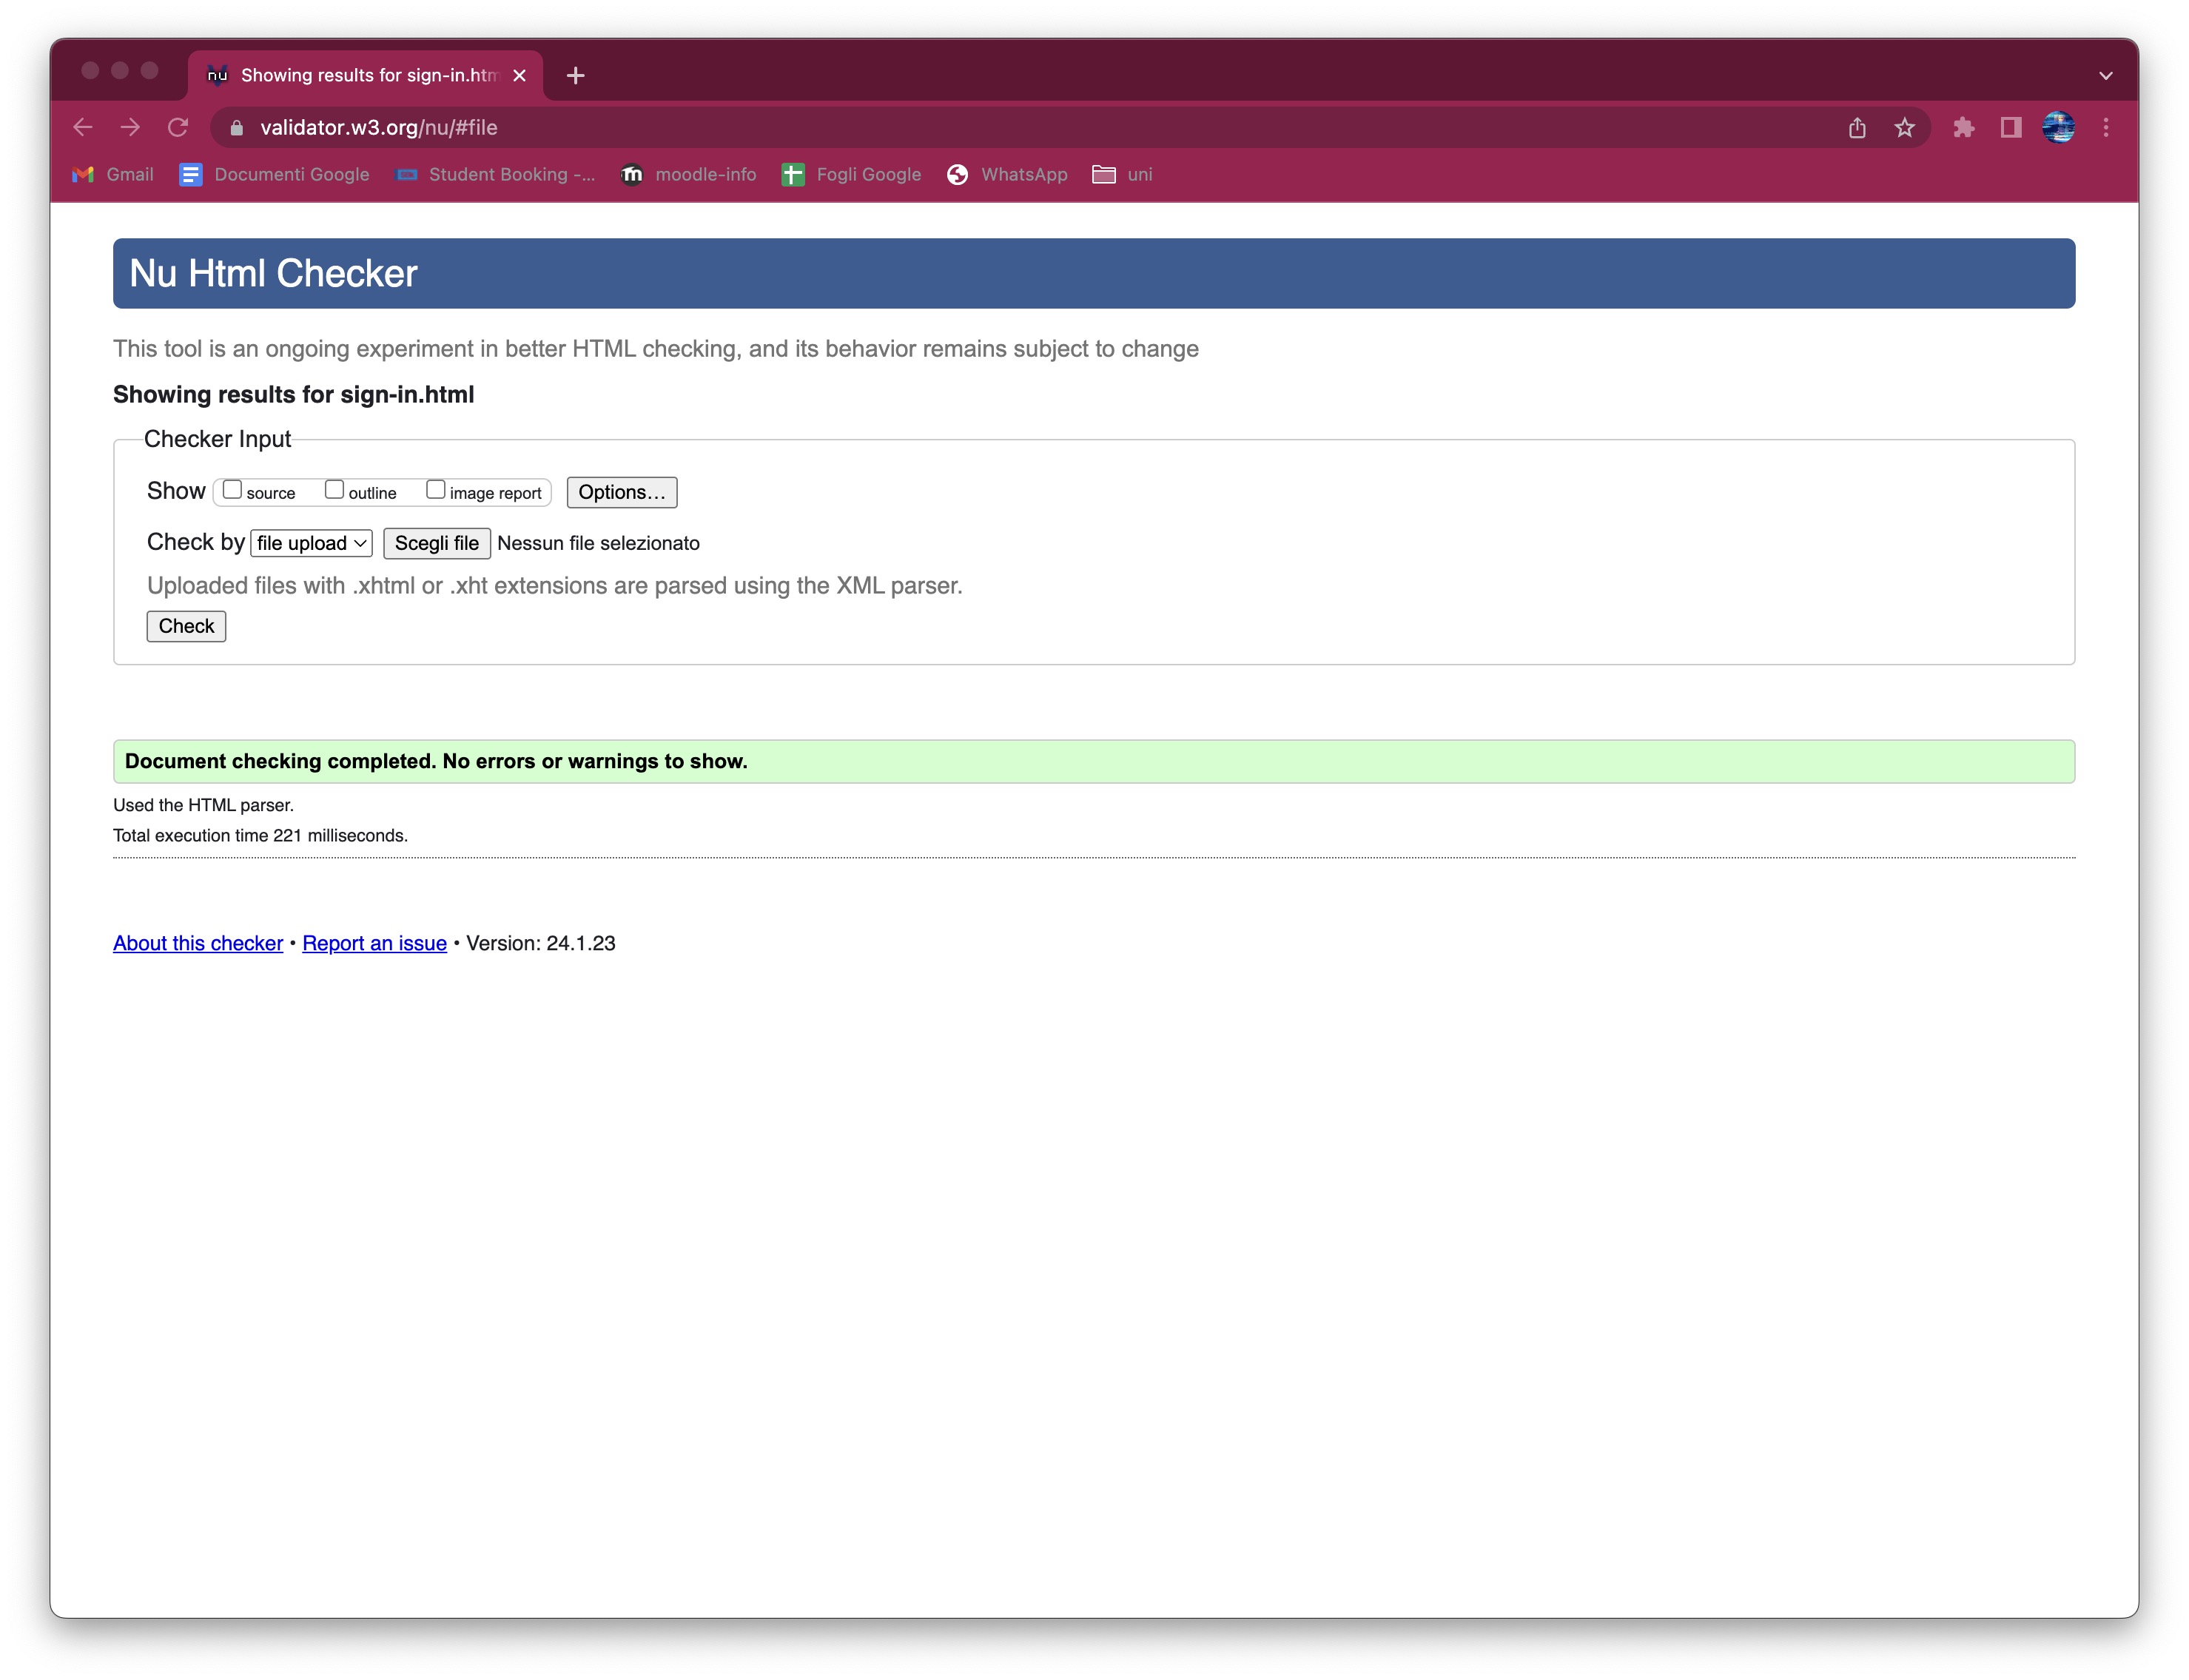 nu Showing results for sign-in.htm
validator.w3.org/nu/#file
Gmail Documenti Google Student Booking -... moodle-info Fogli Google WhatsApp uni
Nu Html Checker
This tool is an ongoing experiment in better HTML checking, and its behavior remains subject to change
Showing results for sign-in.html
Checker Input
Show source outline image report Options...
Check by file upload Scegli file Nessun file selezionato
Uploaded files with .xhtml or .xht extensions are parsed using the XML parser.
Check
Document checking completed. No errors or warnings to show.
Used the HTML parser.
Total execution time 221 milliseconds.
About this checker • Report an issue • Version: 24.1.23